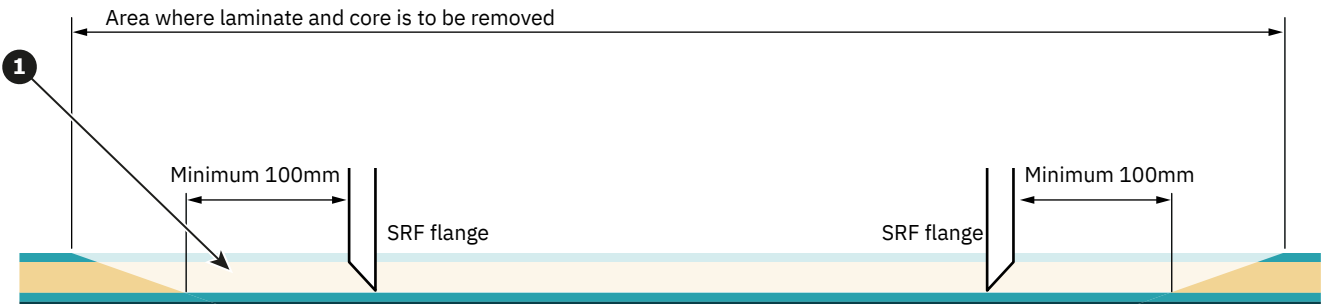 Area where laminate and core is to be removed
1
Minimum 100mm
Minimum 100mm
SRF flange
SRF flange